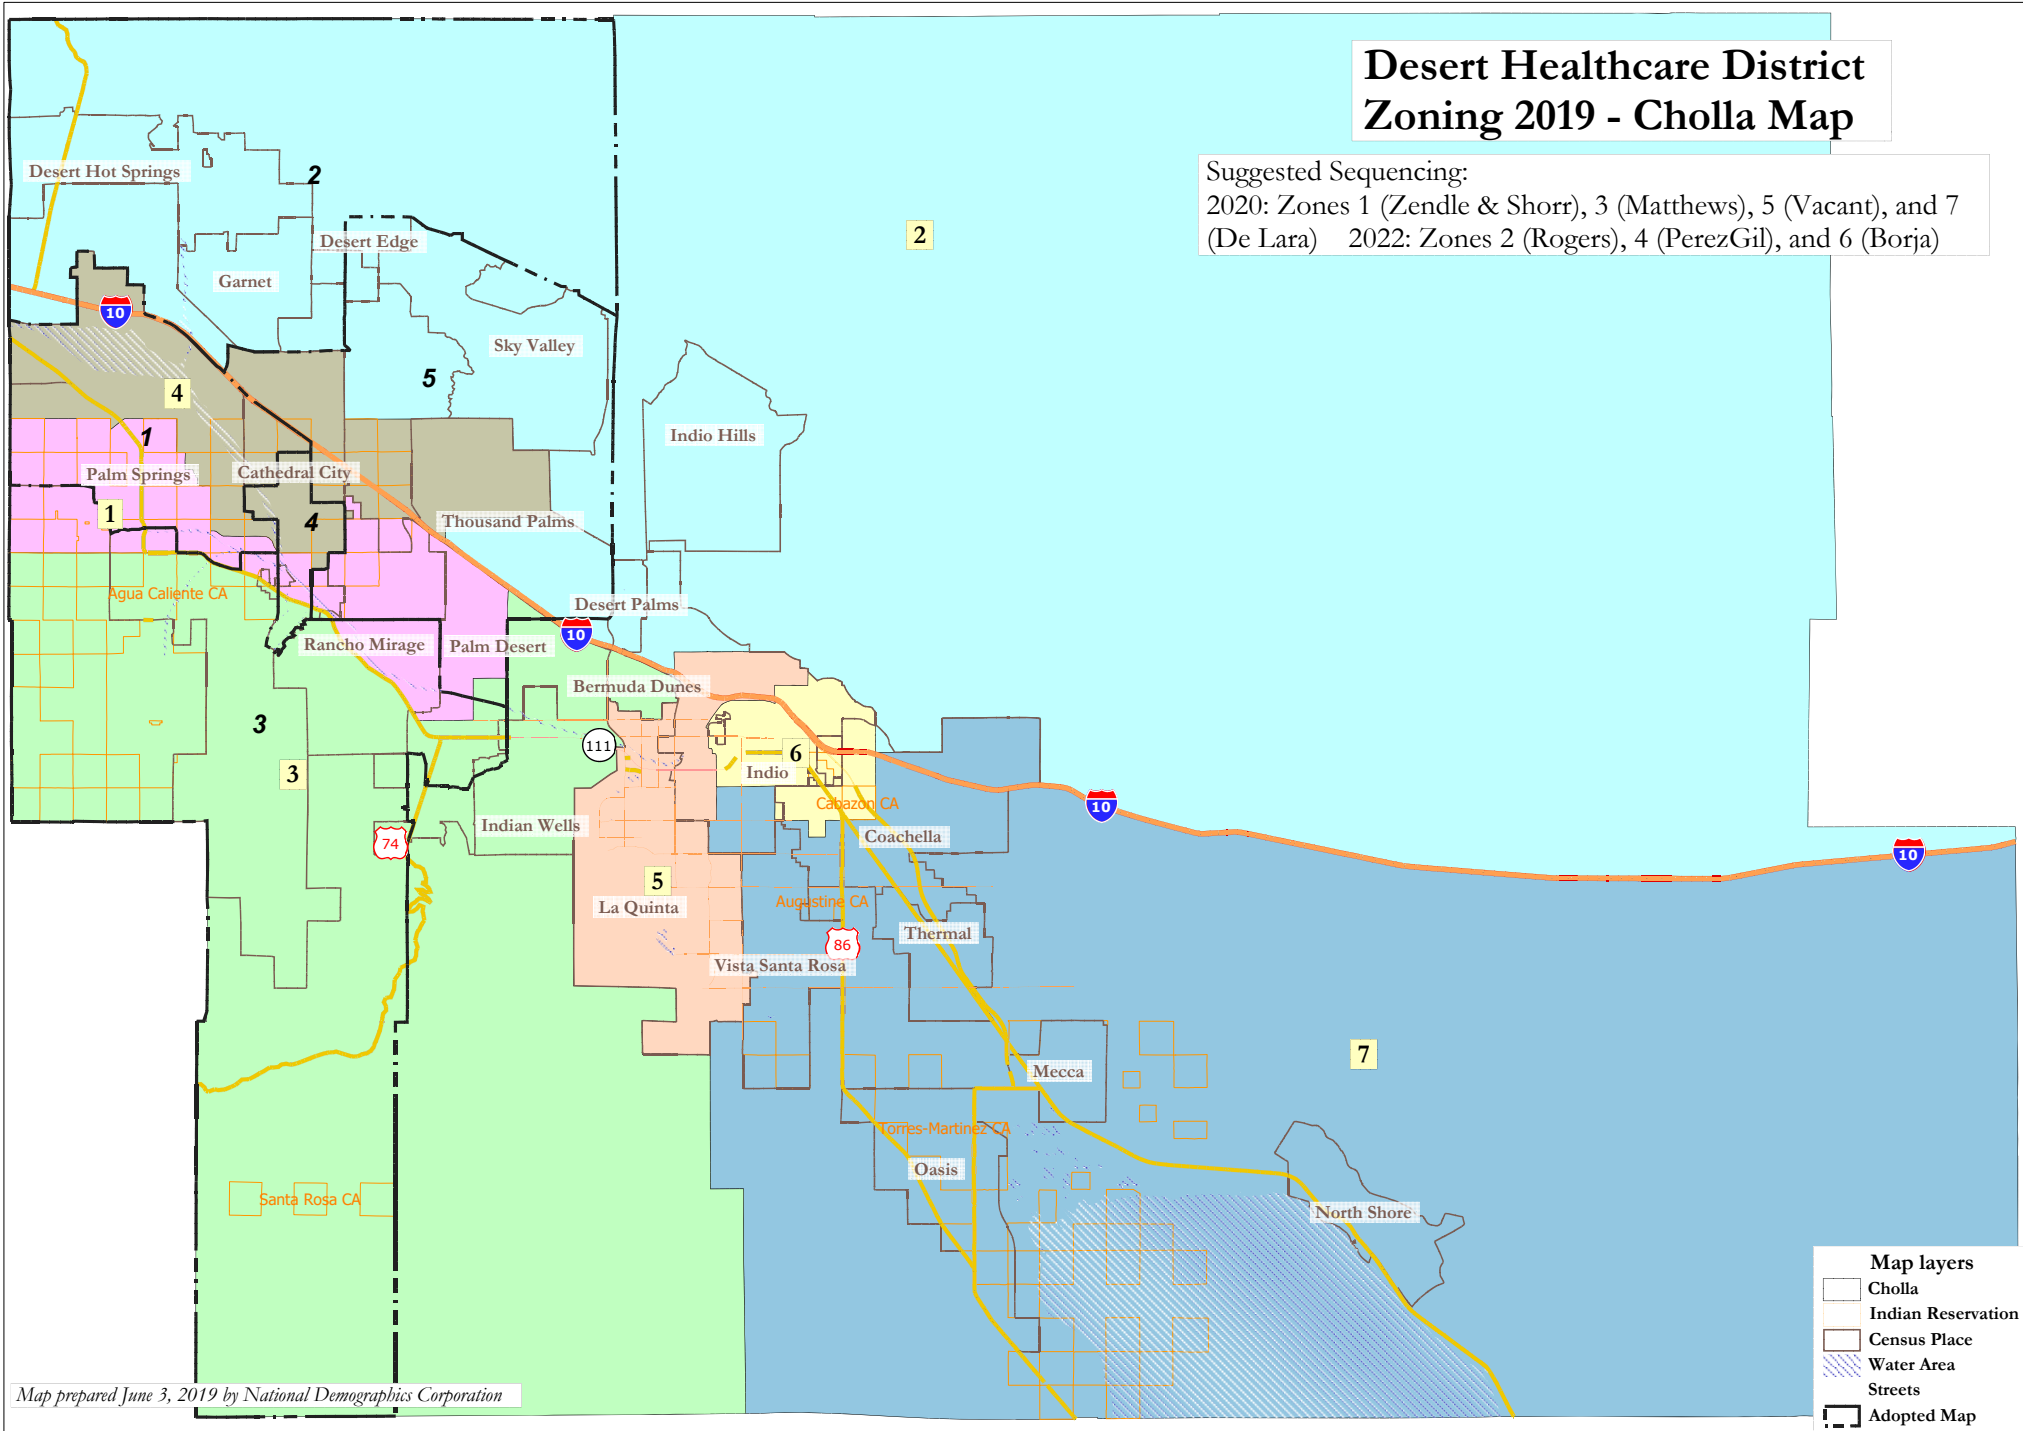 Desert Healthcare District
Zoning 2019 - Cholla Map
Suggested Sequencing:
2020: Zones 1 (Zendle & Shorr), 3 (Matthews), 5 (Vacant), and 7
(De Lara) 2022: Zones 2 (Rogers), 4 (PerezGil), and 6 (Borja)
Desert Hot Springs
2
2
Desert Edge
Garnet
10
Sky Valley
5
4
1
Indio Hills
Palm Springs
Cathedral City
1
4
Thousand Palms
Agua Caliente CA
Desert Palms
10
Rancho Mirage
Palm Desert
Bermuda Dunes
3
111
6
3
Indio
Cabazon CA
10
Indian Wells
Coachella
74
10
5
La Quinta
Augustine CA
Thermal
86
Vista Santa Rosa
7
Mecca
Torres-Martinez CA
Oasis
Santa Rosa CA
North Shore
Map layers
Cholla
Indian Reservation
Census Place
Water Area
Streets
Adopted Map
Map prepared June 3, 2019 by National Demographics Corporation